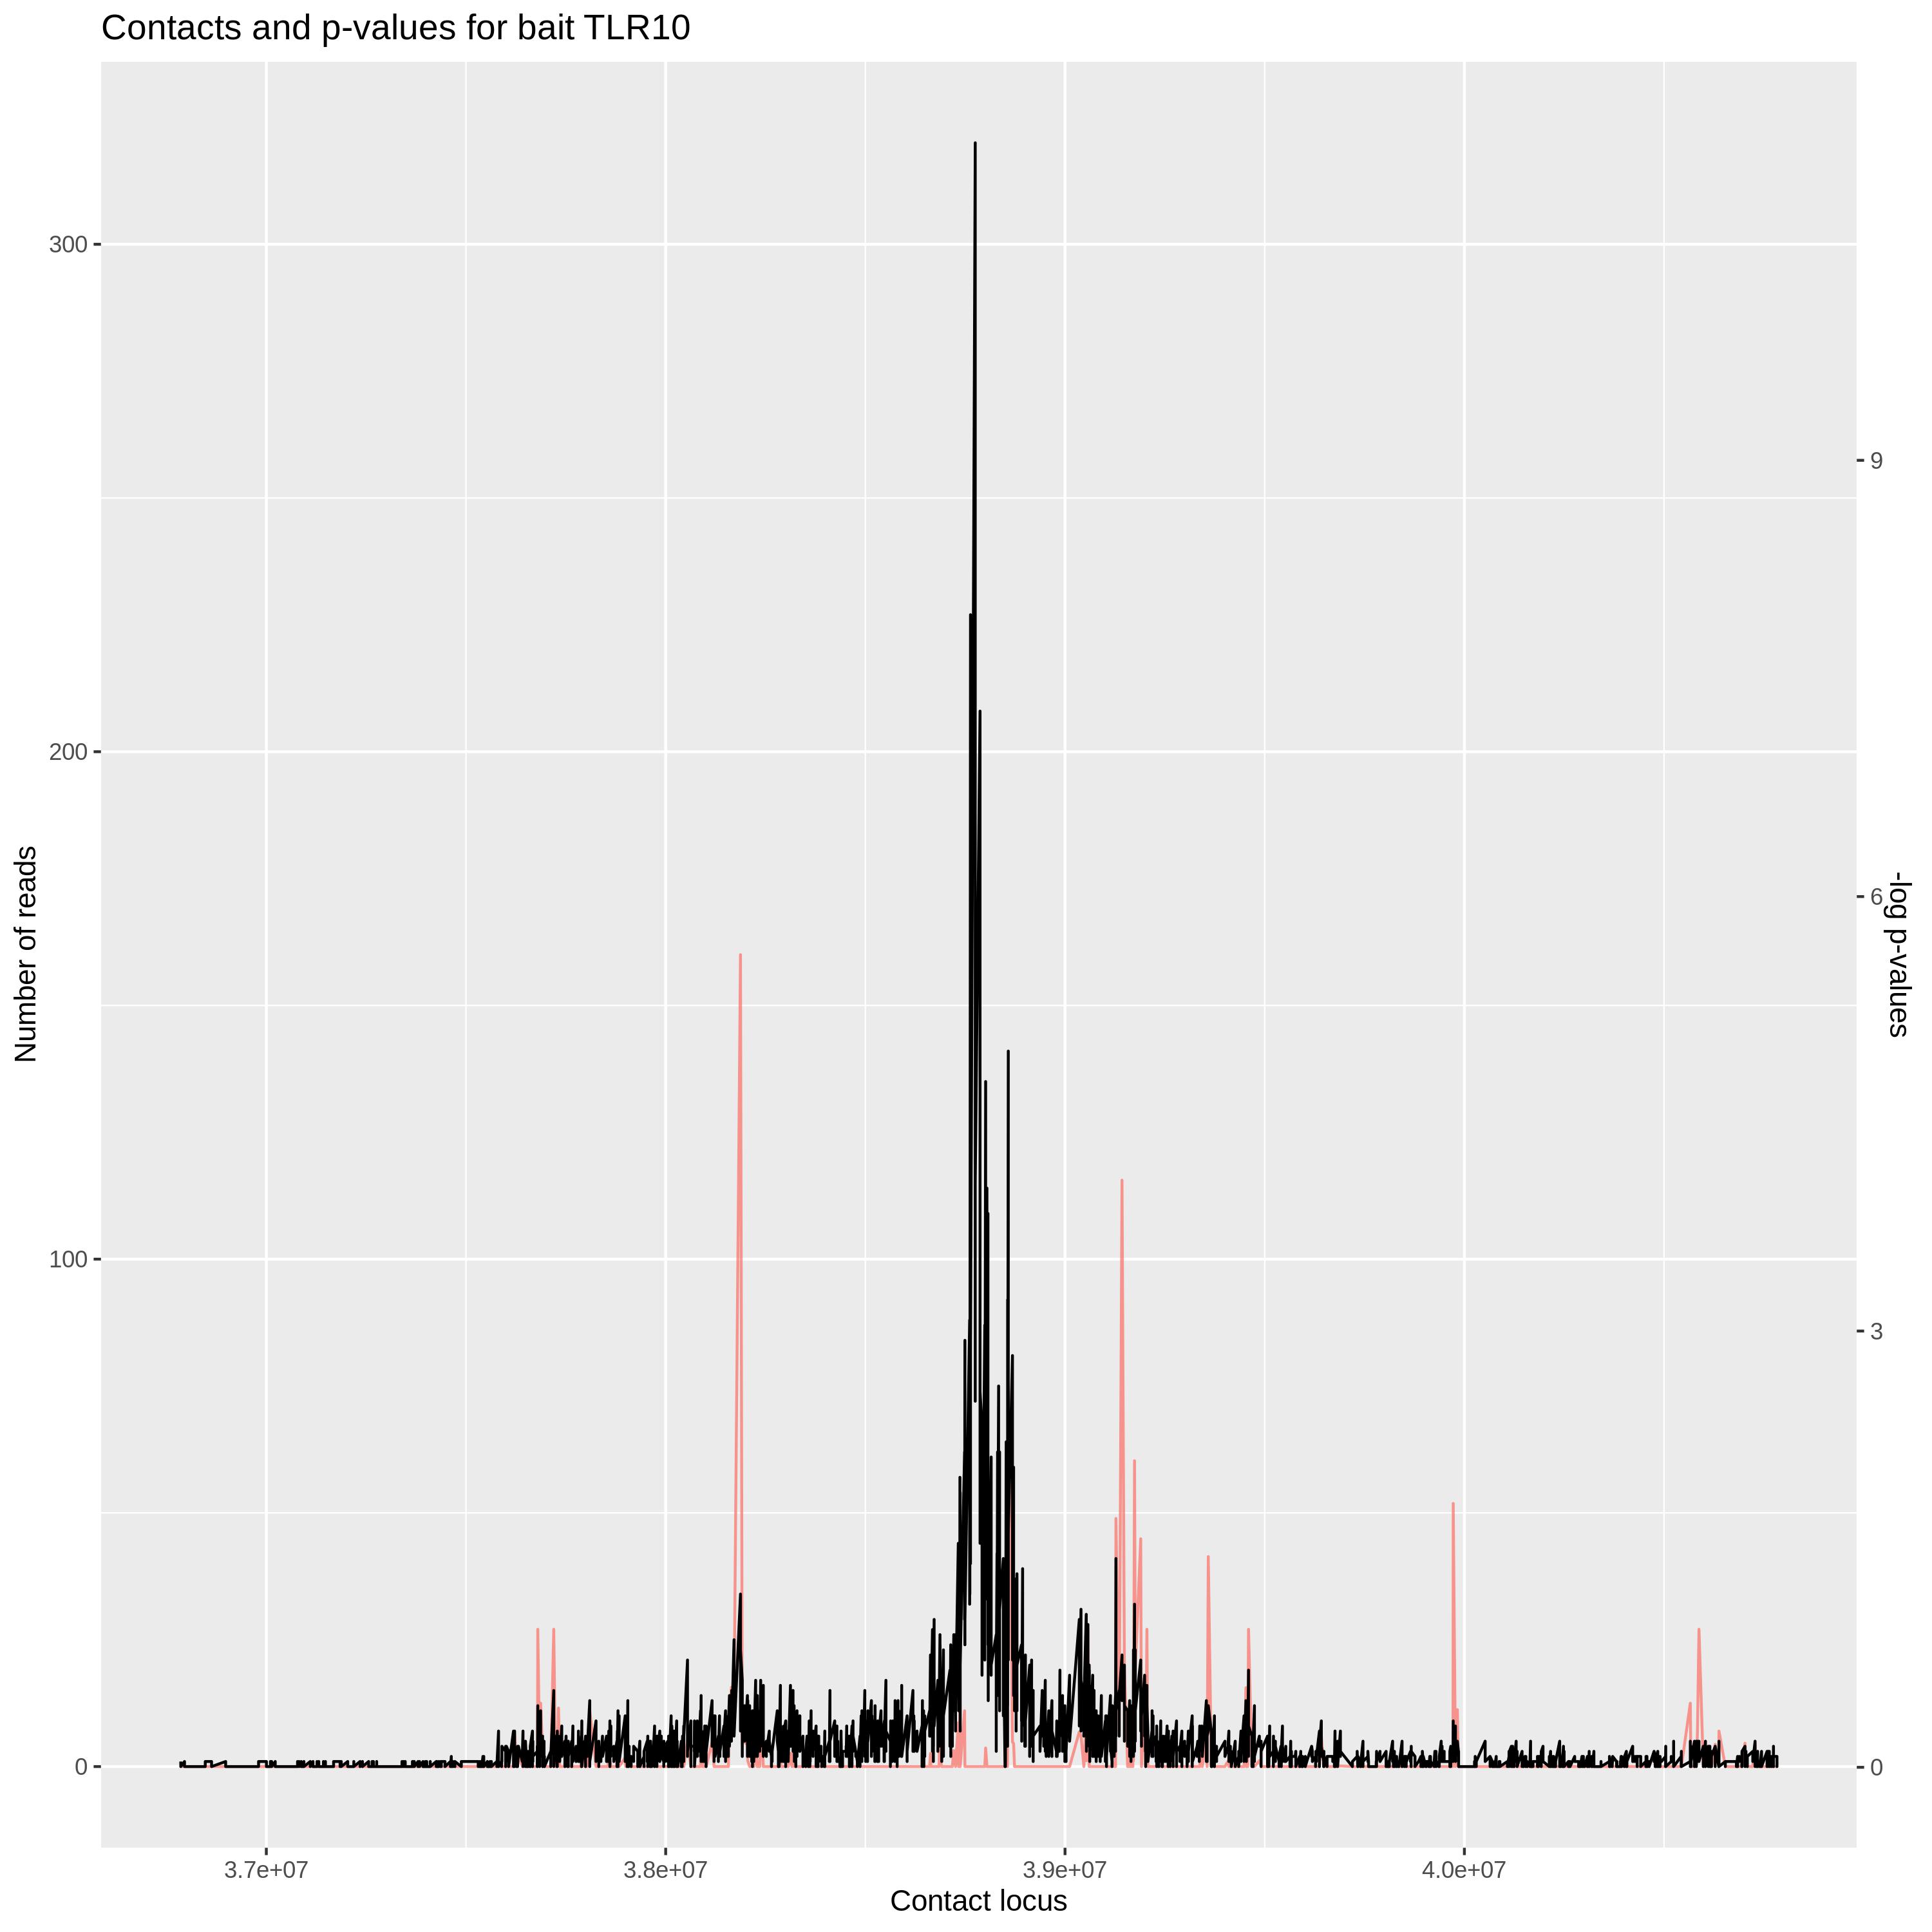 Contacts and p-values for bait TLR10
Number of reads
300
200
100
0
9
6
3
0
-log p-values
3.7e+07
3.8e+07
3.9e+07
4.0e+07
Contact locus